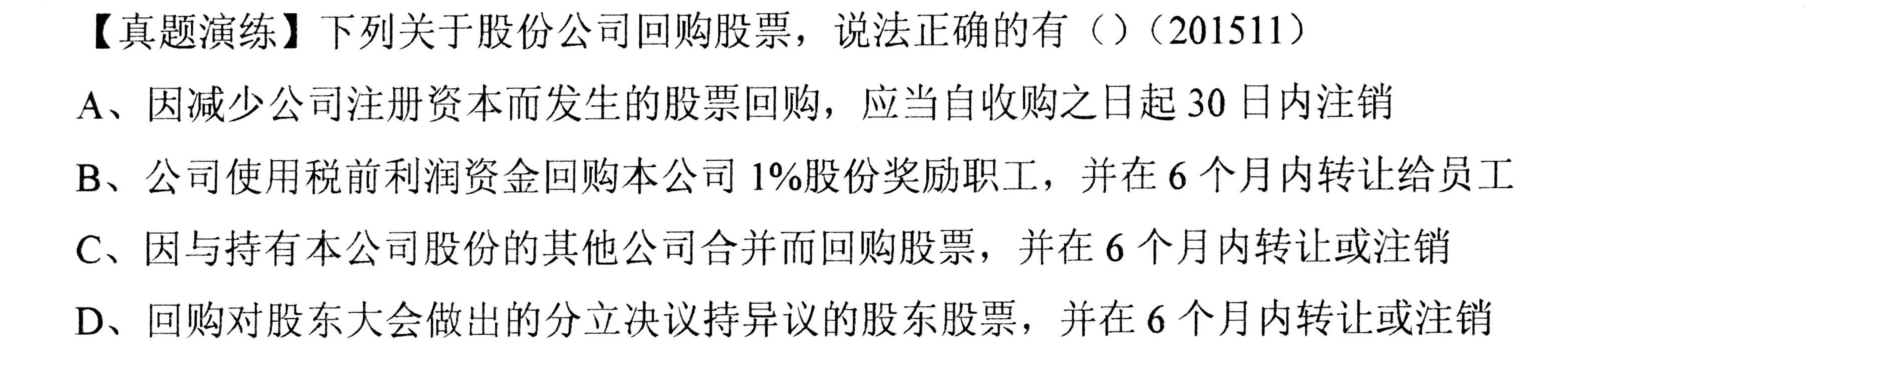 【真题演练】下列关于股份公司回购股票，说法正确的有（）（201511）
A、因减少公司注册资本而发生的股票回购，应当自收购之日起 30 日内注销
B、公司使用税前利润资金回购本公司 1%股份奖励职工，并在 6 个月内转让给员工
C、因与持有本公司股份的其他公司合并而回购股票，并在 6 个月内转让或注销
D、回购对股东大会做出的分立决议持异议的股东股票，并在 6 个月内转让或注销